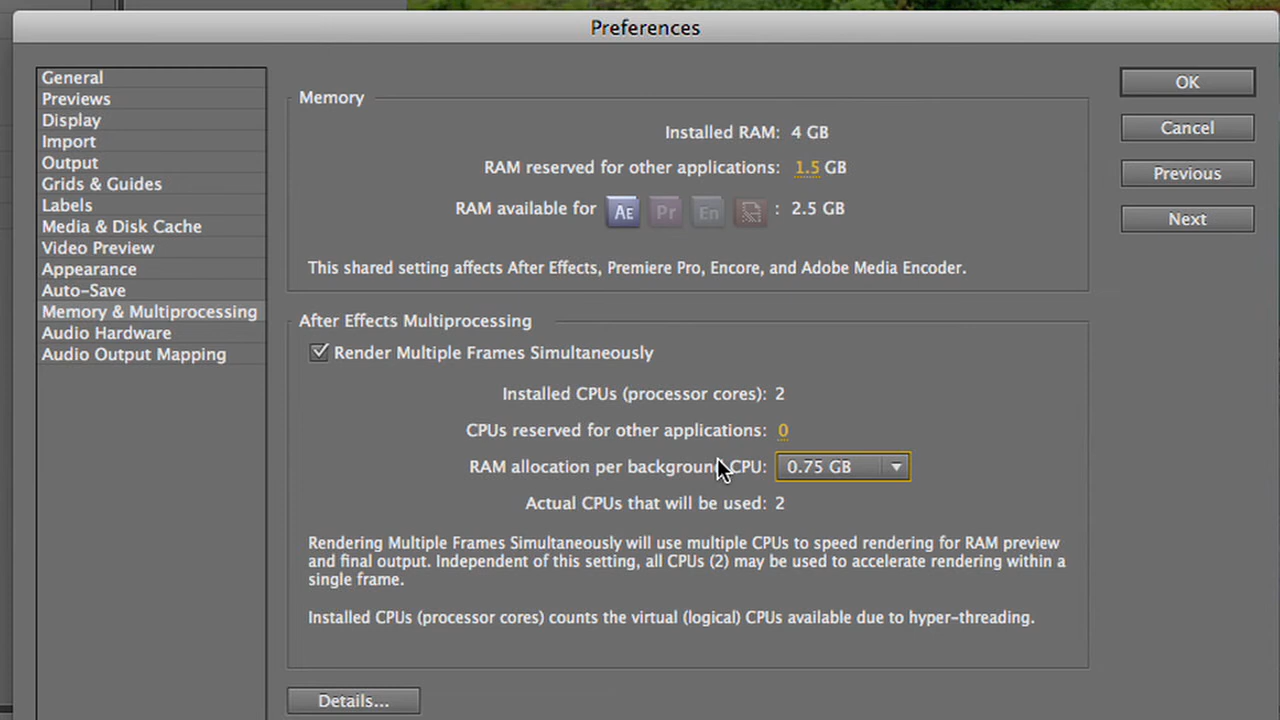 Preferences
General
Previews
Display
Import
Output
Grids & Guides
Labels
Media & Disk Cache
Video Preview
Appearance
Auto-Save
Memory & Multiprocessing
Audio Hardware
Audio Output Mapping
Memory
Installed RAM: 4 GB
RAM reserved for other applications: 1.5 GB
RAM available for AE Pr En : 2.5 GB
This shared setting affects After Effects, Premiere Pro, Encore, and Adobe Media Encoder.
After Effects Multiprocessing
Render Multiple Frames Simultaneously
Installed CPUs (processor cores): 2
CPUs reserved for other applications: 0
RAM allocation per background CPU: 0.75 GB
Actual CPUs that will be used: 2
Rendering Multiple Frames Simultaneously will use multiple CPUs to speed rendering for RAM preview
and final output. Independent of this setting, all CPUs (2) may be used to accelerate rendering within a
single frame.
Installed CPUs (processor cores) counts the virtual (logical) CPUs available due to hyper-threading.
Details...
OK
Cancel
Previous
Next